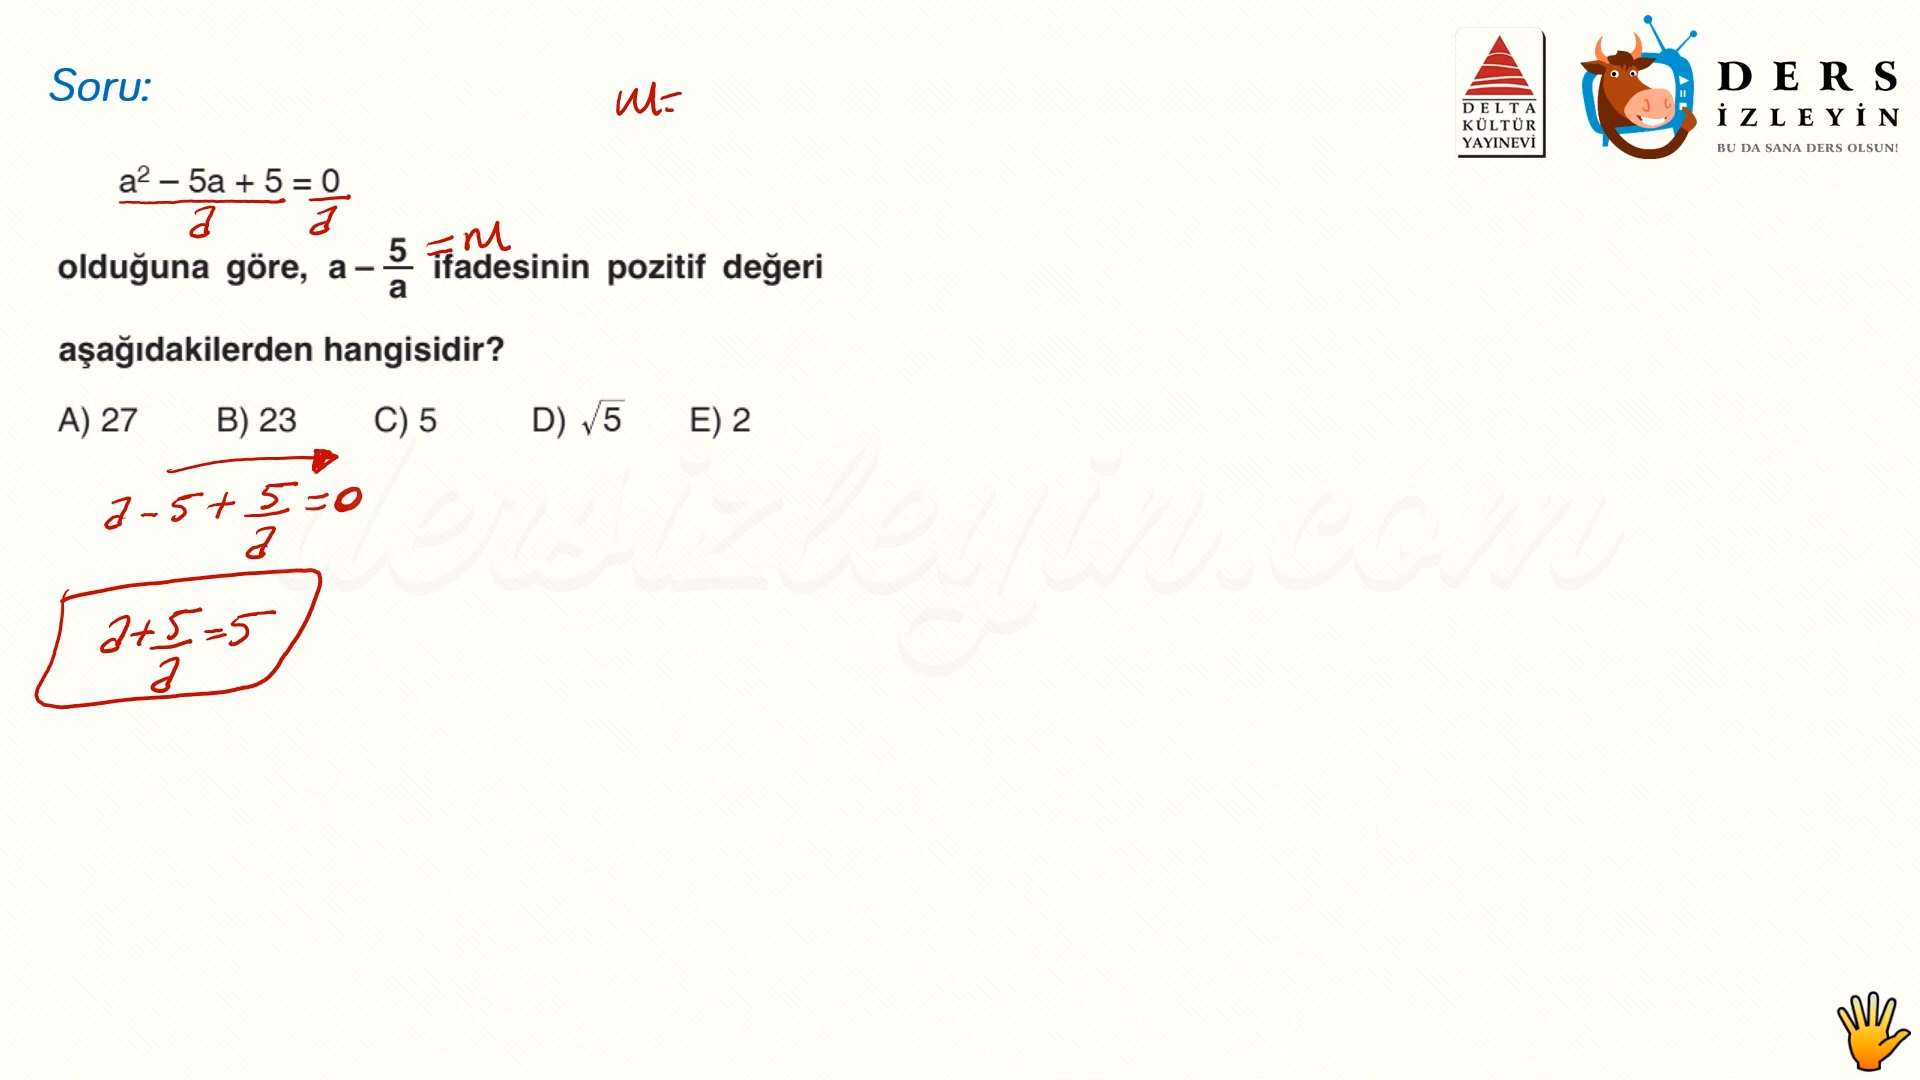 Soru:
m=
a² – 5a + 5 = 0
a a
= m
olduğuna göre, a – 5/a ifadesinin pozitif değeri
aşağıdakilerden hangisidir?
A) 27 B) 23 C) 5 D) √5 E) 2
a - 5 + 5/a = 0
a + 5/a = 5
DELTA
KÜLTÜR
YAYINEVİ
DERS
İZLEYİN
BU DA SANA DERS OLSUN!
dersizleyin.com